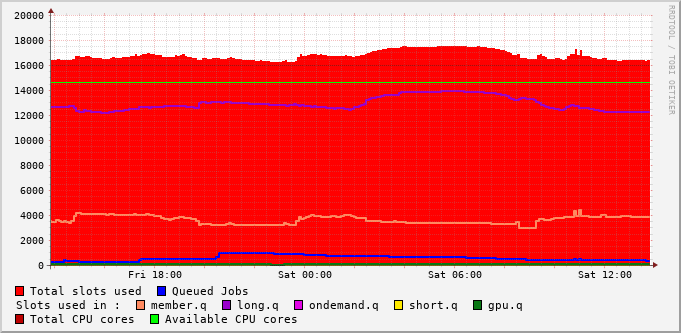 RRDTOOL / TOBI OETIKER
20000
18000
16000
14000
12000
10000
8000
6000
4000
2000
0
Fri 18:00 Sat 00:00 Sat 06:00 Sat 12:00
Total slots used Queued Jobs
Slots used in : member.q long.q ondemand.q short.q gpu.q
Total CPU cores Available CPU cores